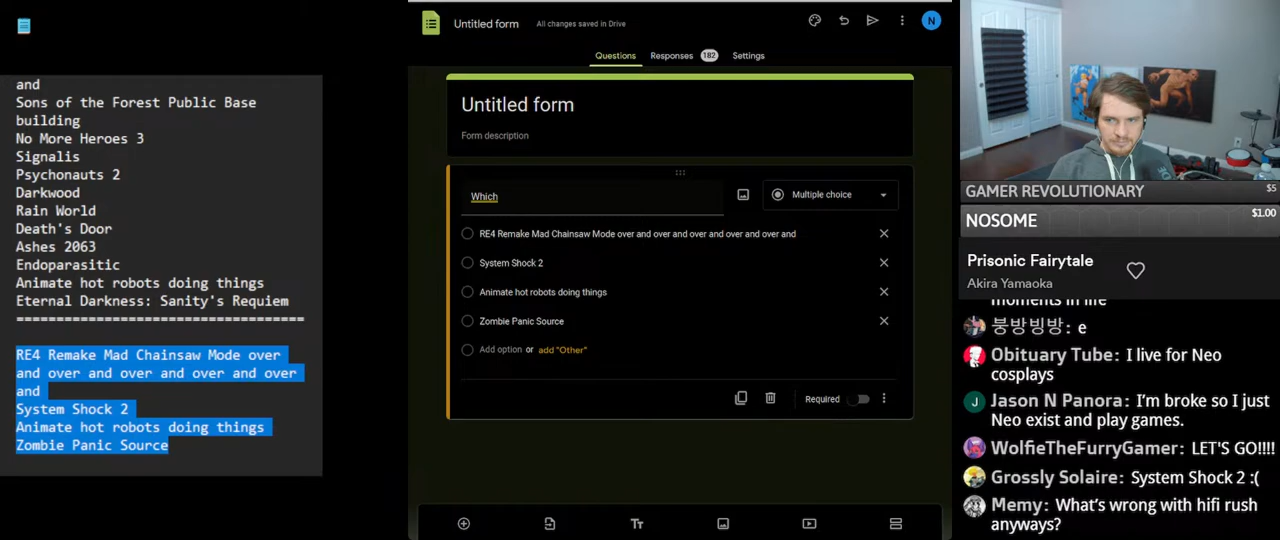 and
Sons of the Forest Public Base
building
No More Heroes 3
Signalis
Psychonauts 2
Darkwood
Rain World
Death's Door
Ashes 2063
Endoparasitic
Animate hot robots doing things
Eternal Darkness: Sanity's Requiem
====================================
RE4 Remake Mad Chainsaw Mode over
and over and over and over and over
and
System Shock 2
Animate hot robots doing things
Zombie Panic Source
Untitled form
All changes saved in Drive
N
Questions
Responses 182
Settings
Untitled form
Form description
Which
Multiple choice
RE4 Remake Mad Chainsaw Mode over and over and over and over and over and
System Shock 2
Animate hot robots doing things
Zombie Panic Source
Add option or add "Other"
Required
Tт
GAMER REVOLUTIONARY $5
NOSOME $1.00
Prisonic Fairytale
Akira Yamaoka
moments in life
붕방빙방: e
Obituary Tube: I live for Neo
cosplays
J Jason N Panora: I'm broke so I just
Neo exist and play games.
WolfieTheFurryGamer: LET'S GO!!!!
Grossly Solaire: System Shock 2 :(
Memy: What's wrong with hifi rush
anyways?